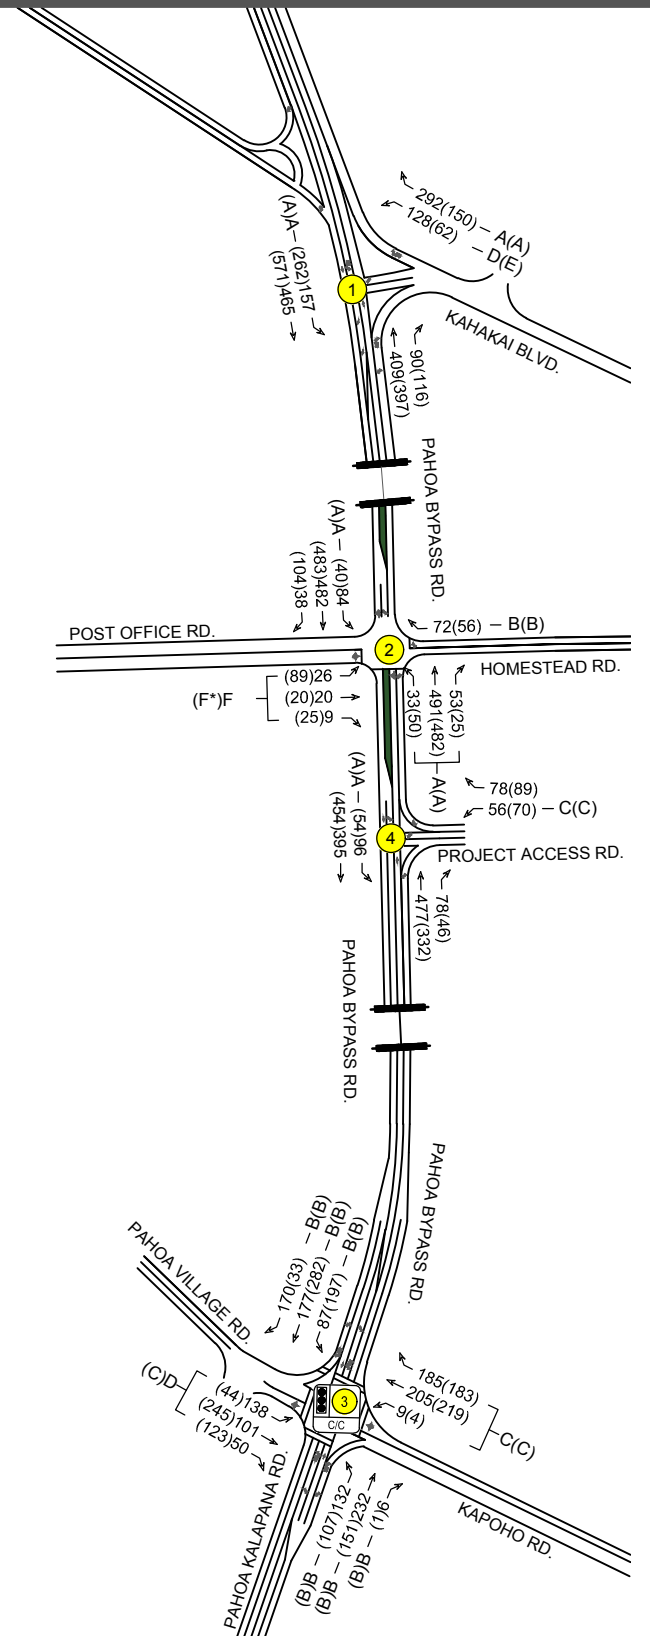 292(150) – A(A)
128(62) – D(E)
(A)A – (262)157
(571)465
1
KAHAKAI BLVD.
90(116)
409(397)
PAHOA BYPASS RD.
(A)A – (40)84
(483)482
(104)38
POST OFFICE RD.
72(56) – B(B)
2
HOMESTEAD RD.
(F*)F
(89)26
(20)20
(25)9
33(50)
491(482)
53(25)
A(A)
(A)A – (54)96
(454)395
78(89)
56(70) – C(C)
4
PROJECT ACCESS RD.
78(46)
477(332)
PAHOA BYPASS RD.
PAHOA BYPASS RD.
170(33) – B(B)
177(282) – B(B)
87(197) – B(B)
PAHOA VILLAGE RD.
(C)D
(44)138
(245)101
(123)50
3
C/C
185(183)
205(219)
9(4)
C(C)
PAHOA KALAPANA RD.
(B)B – (107)132
(B)B – (151)232
(B)B – (1)6
KAPOHO RD.